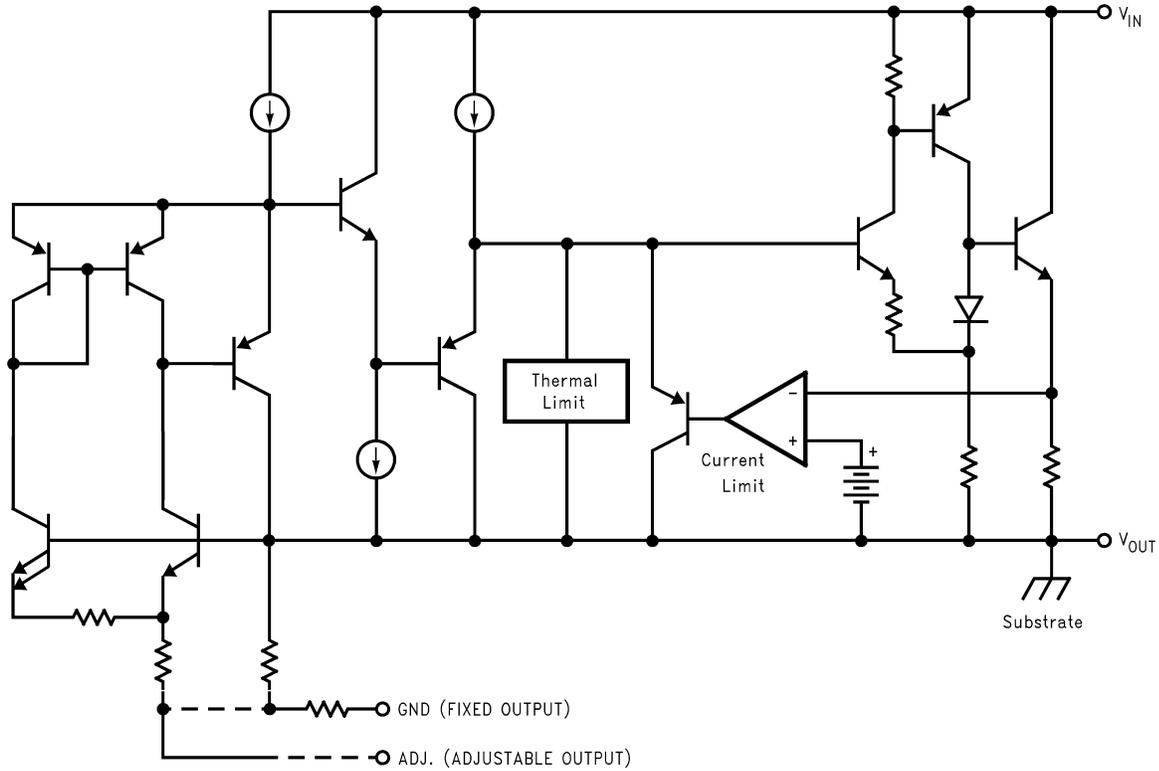 VIN
Thermal
Limit
−
+
+
Current
Limit
VOUT
Substrate
GND (FIXED OUTPUT)
ADJ. (ADJUSTABLE OUTPUT)